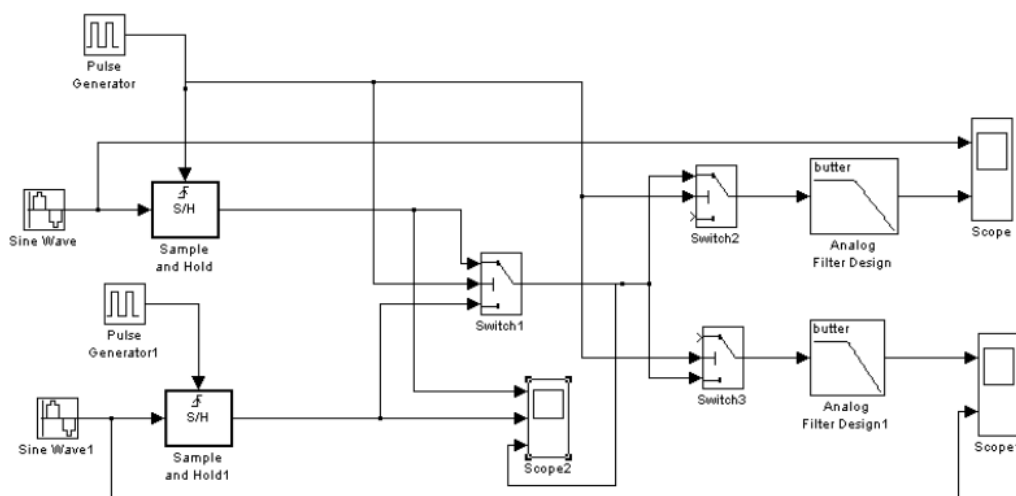 Pulse
Generator
butter
S/H
Sine Wave
Sample
and Hold
Switch2
Analog
Filter Design
Scope
Switch1
Pulse
Generator1
butter
S/H
Sine Wave1
Sample
and Hold1
Scope2
Switch3
Analog
Filter Design1